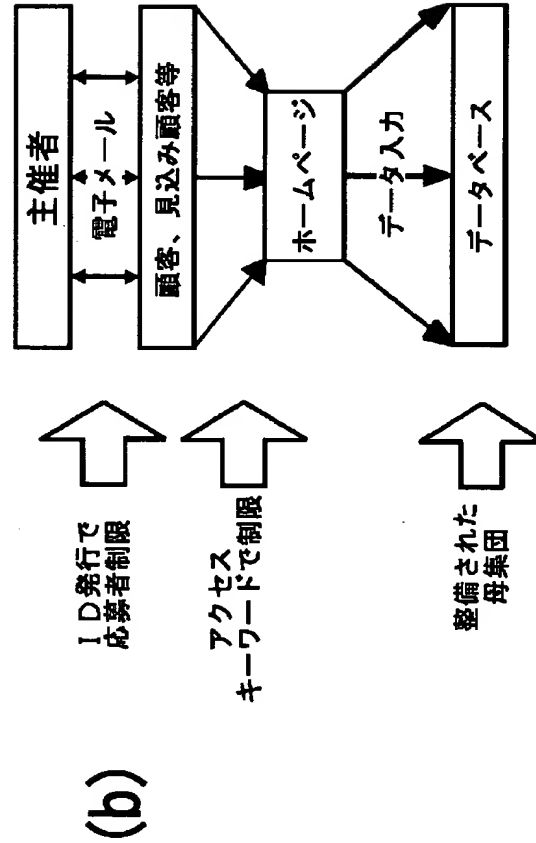 (b)
ＩＤ発行で
応募者制限
アクセス
キーワードで制限
整備された
母集団
主催者
電子メール
顧客、見込み顧客等
ホームページ
データ入力
データベース